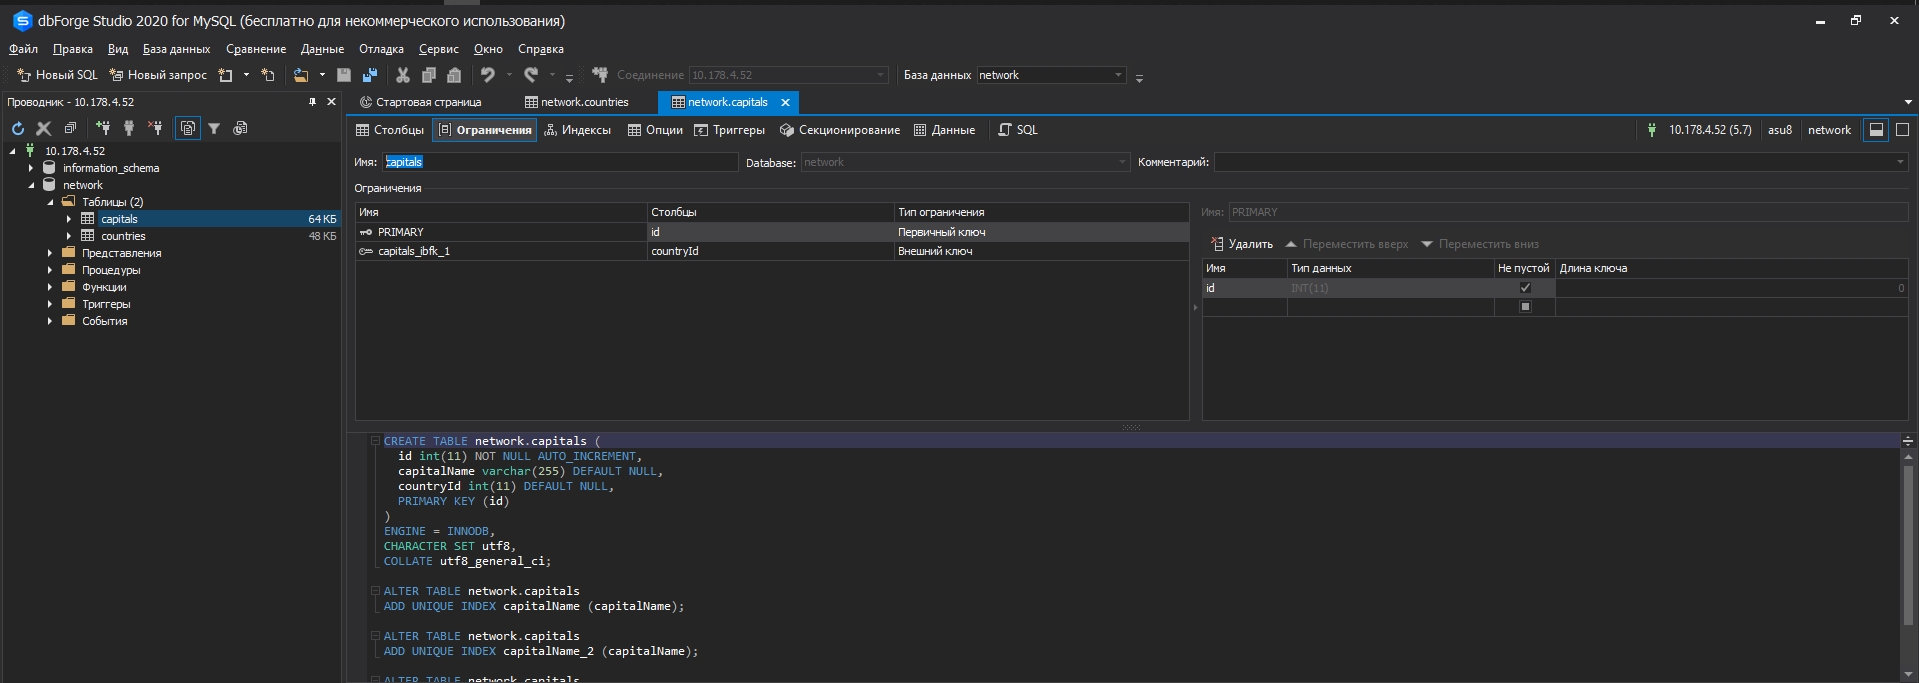 dbForge Studio 2020 for MySQL (бесплатно для некоммерческого использования)
Файл Правка Вид База данных Сравнение Данные Отладка Сервис Окно Справка
Новый SQL Новый запрос Соединение 10.178.4.52 База данных network
Проводник - 10.178.4.52
10.178.4.52
information_schema
network
Таблицы (2)
capitals 64 КБ
countries 48 КБ
Представления
Процедуры
Функции
Триггеры
События
Стартовая страница network.countries network.capitals
Столбцы Ограничения Индексы Опции Триггеры Секционирование Данные SQL 10.178.4.52 (5.7) asu8 network
Имя: capitals Database: network Комментарий:
Ограничения
Имя Столбцы Тип ограничения
PRIMARY id Первичный ключ
capitals_ibfk_1 countryId Внешний ключ
Имя: PRIMARY
Удалить Переместить вверх Переместить вниз
Имя Тип данных Не пустой Длина ключа
id INT(11) 0
CREATE TABLE network.capitals (
id int(11) NOT NULL AUTO_INCREMENT,
capitalName varchar(255) DEFAULT NULL,
countryId int(11) DEFAULT NULL,
PRIMARY KEY (id)
)
ENGINE = INNODB,
CHARACTER SET utf8,
COLLATE utf8_general_ci;
ALTER TABLE network.capitals
ADD UNIQUE INDEX capitalName (capitalName);
ALTER TABLE network.capitals
ADD UNIQUE INDEX capitalName_2 (capitalName);
ALTER TABLE network.capitals